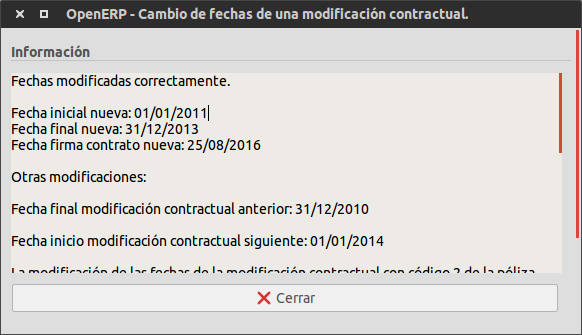 OpenERP - Cambio de fechas de una modificación contractual.
Información
Fechas modificadas correctamente.
Fecha inicial nueva: 01/01/2011
Fecha final nueva: 31/12/2013
Fecha firma contrato nueva: 25/08/2016
Otras modificaciones:
Fecha final modificación contractual anterior: 31/12/2010
Fecha inicio modificación contractual siguiente: 01/01/2014
La modificación de las fechas de la modificación contractual con código 2 de la póliza
Cerrar